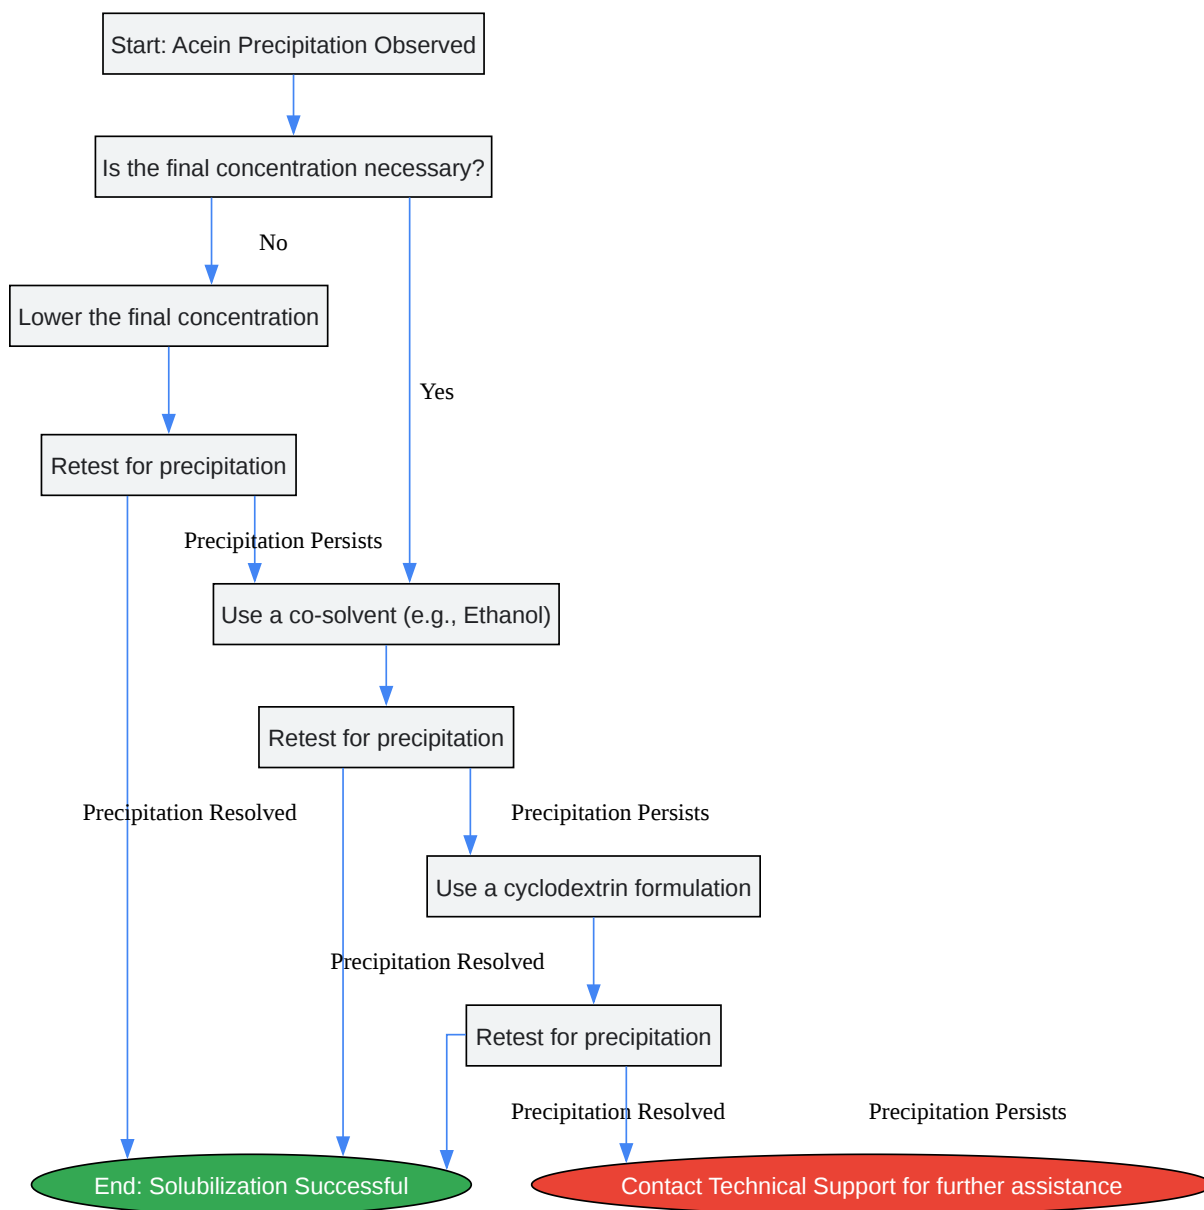 Start: Acein Precipitation Observed
Is the final concentration necessary?
No
Lower the final concentration
Yes
Retest for precipitation
Precipitation Persists
Use a co-solvent (e.g., Ethanol)
Retest for precipitation
Precipitation Resolved
Precipitation Persists
Use a cyclodextrin formulation
Precipitation Resolved
Retest for precipitation
Precipitation Resolved
Precipitation Persists
End: Solubilization Successful
Contact Technical Support for further assistance